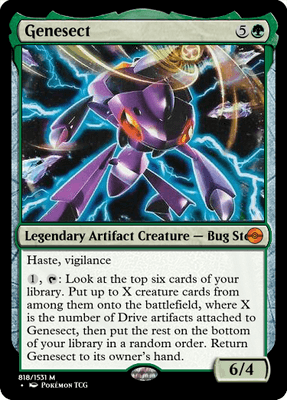 Genesect 5
Legendary Artifact Creature — Bug St
Haste, vigilance
1, : Look at the top six cards of your
library. Put up to X creature cards from
among them onto the battlefield, where X
is the number of Drive artifacts attached to
Genesect, then put the rest on the bottom
of your library in a random order. Return
Genesect to its owner's hand.
6/4
818/1531 M
• Pokémon TCG